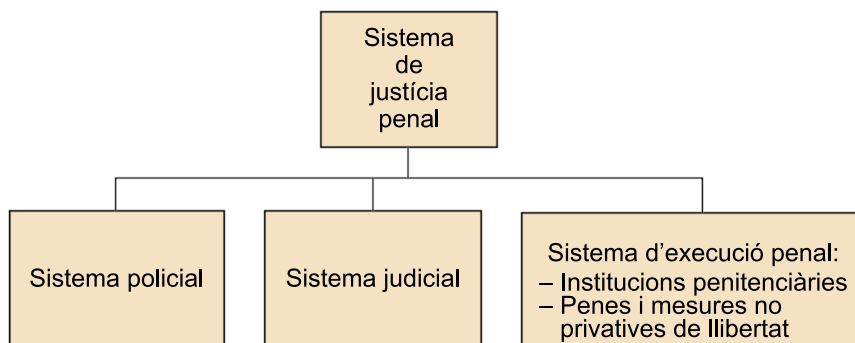 Sistema
de
justícia
penal
Sistema policial
Sistema judicial
Sistema d’execució penal:
– Institucions penitenciàries
– Penes i mesures no
privatives de llibertat